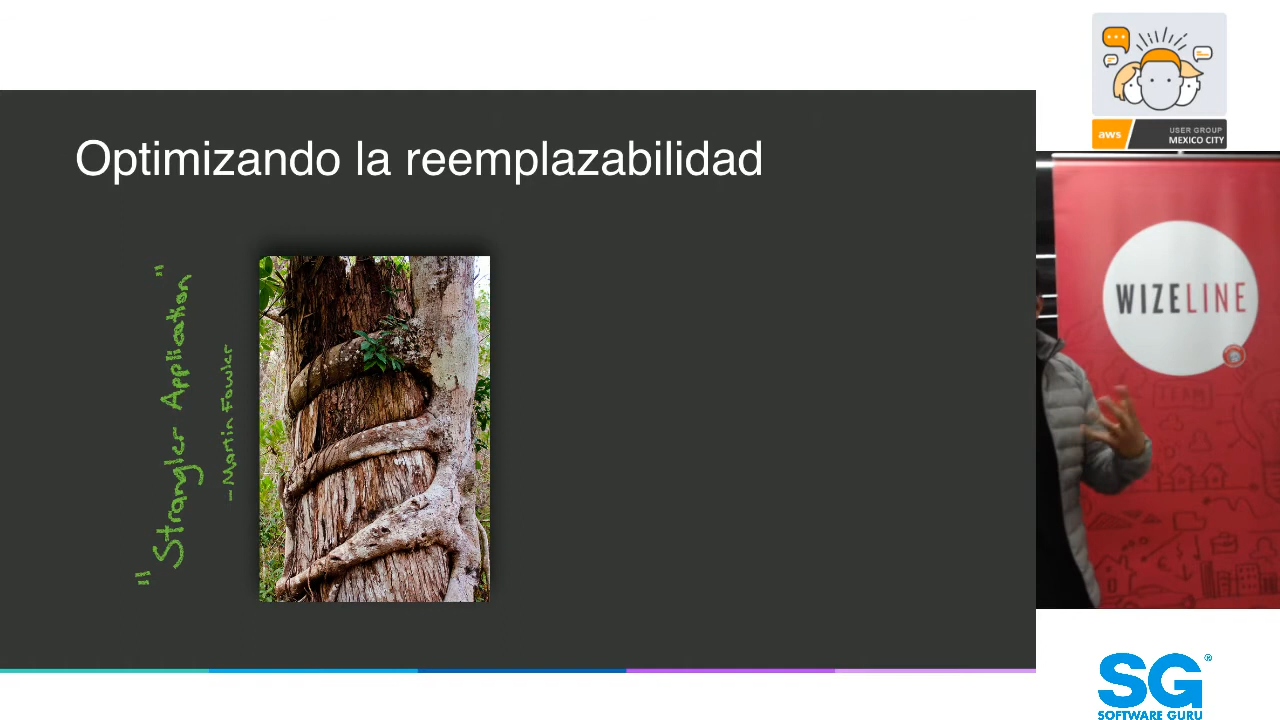 Optimizando la reemplazabilidad
"Strangler Application"
– Martin Fowler
aws
USER GROUP
MEXICO CITY
WIZELINE
SG®
SOFTWARE GURU